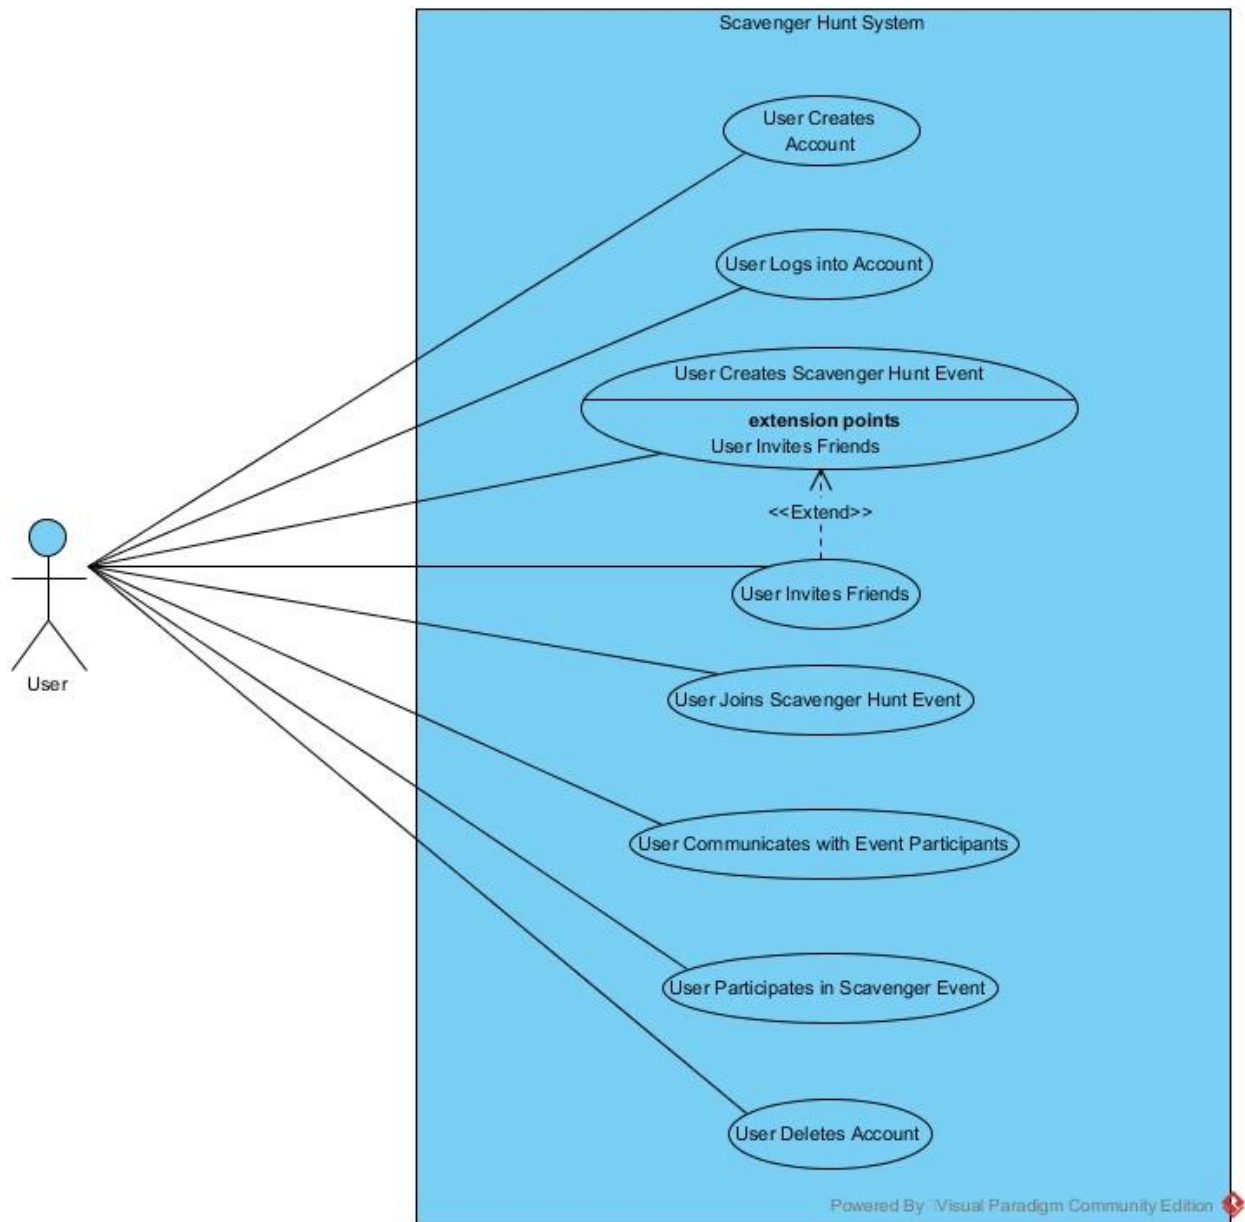 Scavenger Hunt System
User Creates
Account
User Logs into Account
User Creates Scavenger Hunt Event
extension points
User Invites Friends
<<Extend>>
User Invites Friends
User
User Joins Scavenger Hunt Event
User Communicates with Event Participants
User Participates in Scavenger Event
User Deletes Account
Powered By Visual Paradigm Community Edition